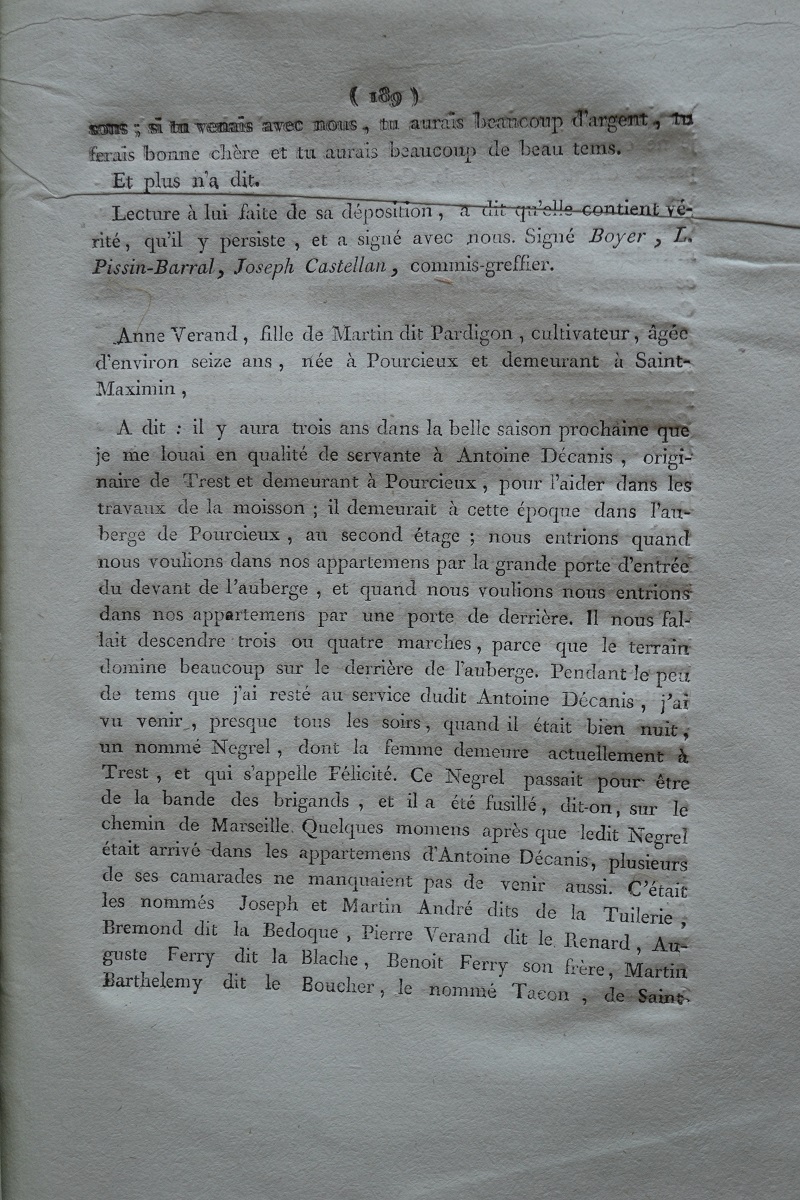 ( 189 )
sons ; si tu venais avec nous, tu aurais beaucoup d'argent, tu
ferais bonne chère et tu aurais beaucoup de beau tems.
Et plus n'a dit.
Lecture à lui faite de sa déposition, a dit qu'elle contient vé-
rité, qu'il y persiste, et a signé avec nous. Signé Boyer, L.
Pissin-Barral, Joseph Castellan, commis-greffier.
Anne Verand, fille de Martin dit Pardigon, cultivateur, âgée
d'environ seize ans, née à Pourcieux et demeurant à Saint-
Maximin,
A dit : il y aura trois ans dans la belle saison prochaine que
je me louai en qualité de servante à Antoine Décanis, origi-
naire de Trest et demeurant à Pourcieux, pour l'aider dans les
travaux de la moisson ; il demeurait à cette époque dans l'au-
berge de Pourcieux, au second étage ; nous entrions quand
nous voulions dans nos appartemens par la grande porte d'entrée
du devant de l'auberge, et quand nous voulions nous entrions
dans nos appartemens par une porte de derrière. Il nous fal-
lait descendre trois ou quatre marches, parce que le terrain
domine beaucoup sur le derrière de l'auberge. Pendant le peu
de tems que j'ai resté au service dudit Antoine Décanis, j'ai
vu venir, presque tous les soirs, quand il était bien nuit,
un nommé Negrel, dont la femme demeure actuellement à
Trest, et qui s'appelle Félicité. Ce Negrel passait pour être
de la bande des brigands, et il a été fusillé, dit-on, sur le
chemin de Marseille. Quelques momens après que ledit Negrel
était arrivé dans les appartemens d'Antoine Décanis, plusieurs
de ses camarades ne manquaient pas de venir aussi. C'était
les nommés Joseph et Martin André dits de la Tuilerie,
Bremond dit la Bedoque, Pierre Verand dit le Renard, Au-
guste Ferry dit la Blache, Benoit Ferry son frère, Martin
Barthelemy dit le Boucher, le nommé Tacon, de Saint-